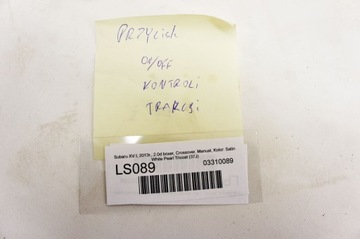 PRZYCISK
ON/OFF
KONTROLI
TRAKCJI
Subaru XV I, 2013r., 2.0d boxer, Crossover, Manual, Kolor: Satin
White Pearl Tricoat (37J)
LS089 03310089